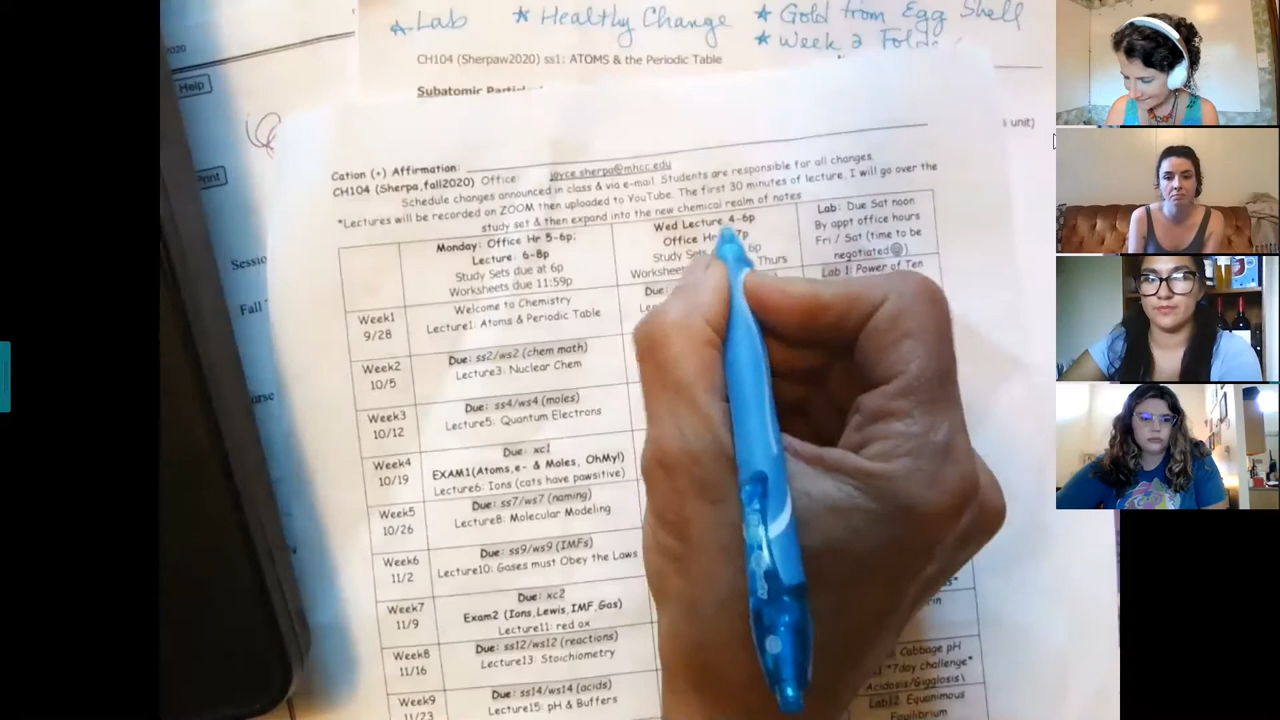 ★ Lab ★ Healthy Change ★ Gold from Egg Shell
★ Week 2
2020
CH104 (Sherpaw2020) ss1: ATOMS & the Periodic Table
Help
Subatomic
unit)
Print
Cation (+) Affirmation:
CH104 (Sherpa,fall2020) Office: joyce.sherpa@mhcc.edu
Schedule changes announced in class & via e-mail. Students are responsible for all changes.
*Lectures will be recorded on ZOOM then uploaded to YouTube. The first 30 minutes of lecture, I will go over the
study set & then expand into the new chemical realm of notes
Monday: Office Hr 5-6p;
Lecture: 6-8p
Study Sets due at 6p
Worksheets due 11:59p
Wed Lecture 4-6p
Office Hr 7p
Study Sets 6p
Thurs
Lab: Due Sat noon
By appt office hours
Fri / Sat (time to be
negotiated☺)
Week1
9/28
Welcome to Chemistry
Lecture1: Atoms & Periodic Table
Due:
Lab 1: Power of Ten
Week2
10/5
Due: ss2/ws2 (chem math)
Lecture3: Nuclear Chem
Week3
10/12
Due: ss4/ws4 (moles)
Lecture5: Quantum Electrons
Week4
10/19
Due: xc1
EXAM1(Atoms,e- & Moles, OhMy!)
Lecture6: Ions (cats have pawsitive)
Week5
10/26
Due: ss7/ws7 (naming)
Lecture8: Molecular Modeling
Week6
11/2
Due: ss9/ws9 (IMFs)
Lecture10: Gases must Obey the Laws
Week7
11/9
Due: xc2
Exam2 (Ions,Lewis,IMF,Gas)
Lecture11: red ox
Week8
11/16
Due: ss12/ws12 (reactions)
Lecture13: Stoichiometry
Cabbage pH
*7day challenge*
Acidosis/Gigglosis\
Week9
11/23
Due: ss14/ws14 (acids)
Lecture15: pH & Buffers
Lab12: Equanimous
Equilibrium
Fall